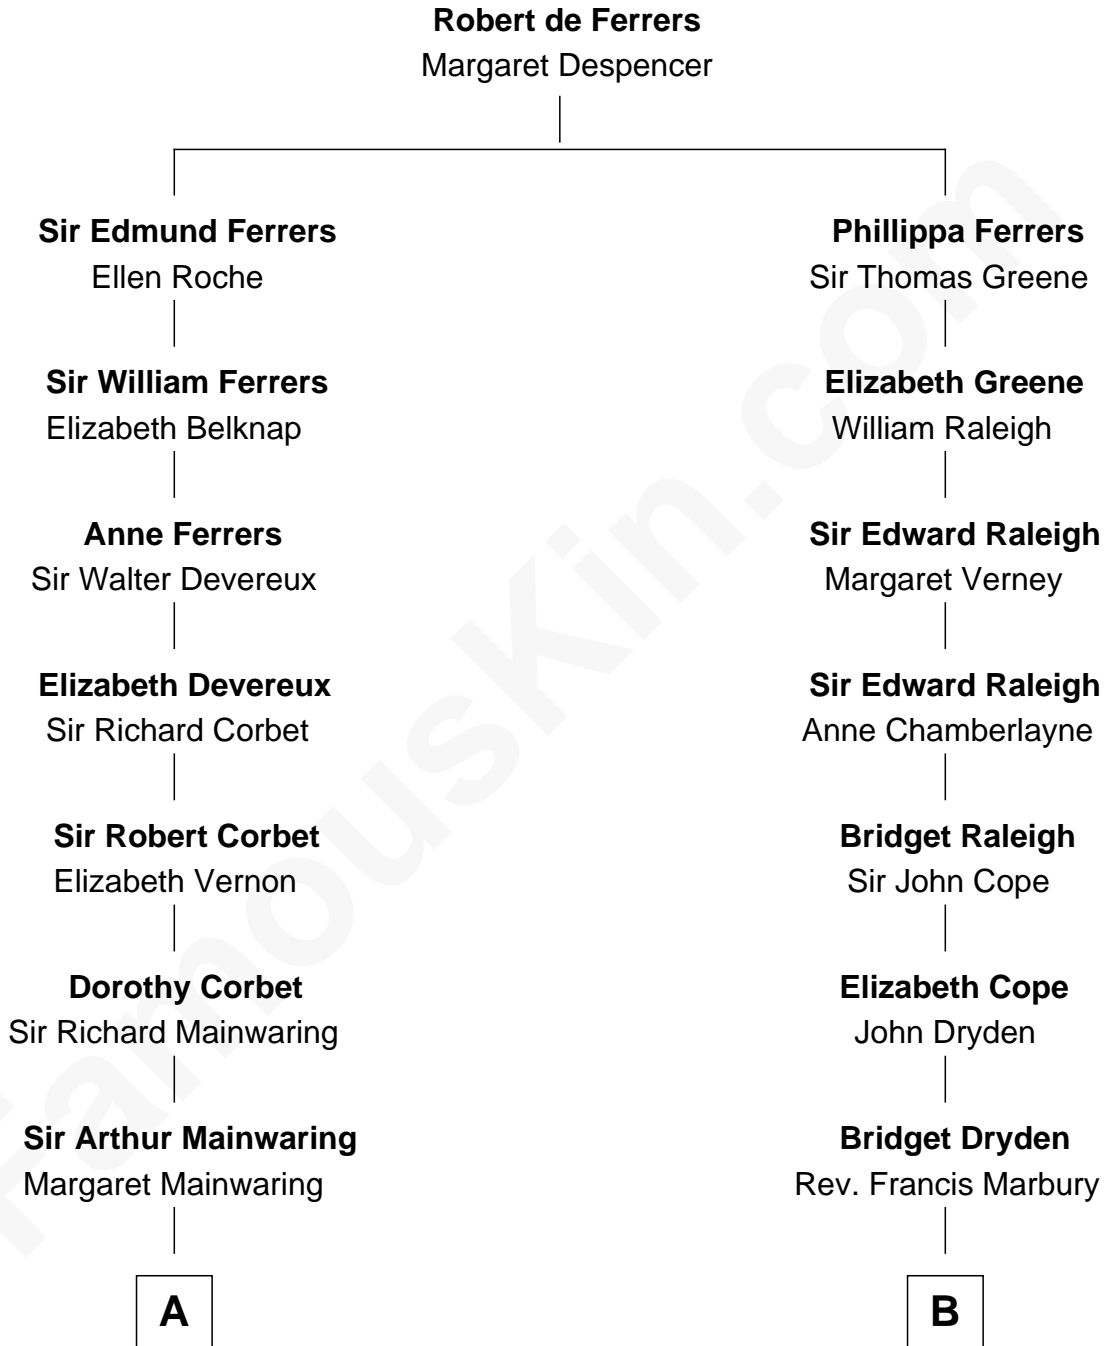 Robert de Ferrers
Margaret Despencer
Sir Edmund Ferrers
Ellen Roche
Phillippa Ferrers
Sir Thomas Greene
Sir William Ferrers
Elizabeth Belknap
Elizabeth Greene
William Raleigh
Anne Ferrers
Sir Walter Devereux
Sir Edward Raleigh
Margaret Verney
Elizabeth Devereux
Sir Richard Corbet
Sir Edward Raleigh
Anne Chamberlayne
Sir Robert Corbet
Elizabeth Vernon
Bridget Raleigh
Sir John Cope
Dorothy Corbet
Sir Richard Mainwaring
Elizabeth Cope
John Dryden
Sir Arthur Mainwaring
Margaret Mainwaring
Bridget Dryden
Rev. Francis Marbury
A
B
FamousKin.com